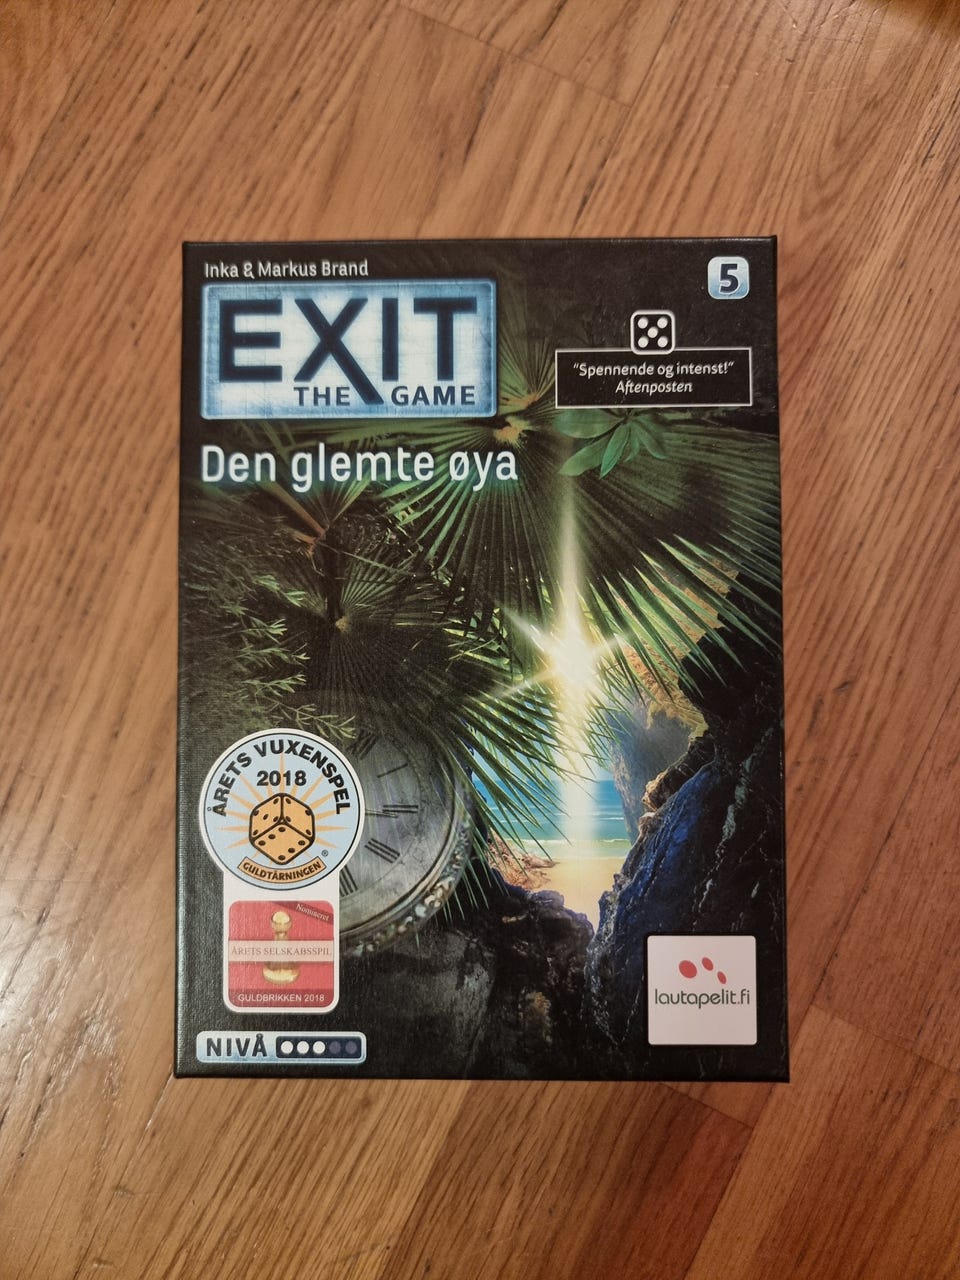 Inka & Markus Brand
EXIT
THE GAME
5
"Spennende og intenst!"
Aftenposten
Den glemte øya
ÅRETS VUXENSPEL
2018
GULDTÄRNINGEN®
Nomineret
ÅRETS SELSKABSSPIL
GULDBRIKKEN 2018
lautapelit.fi
NIVÅ